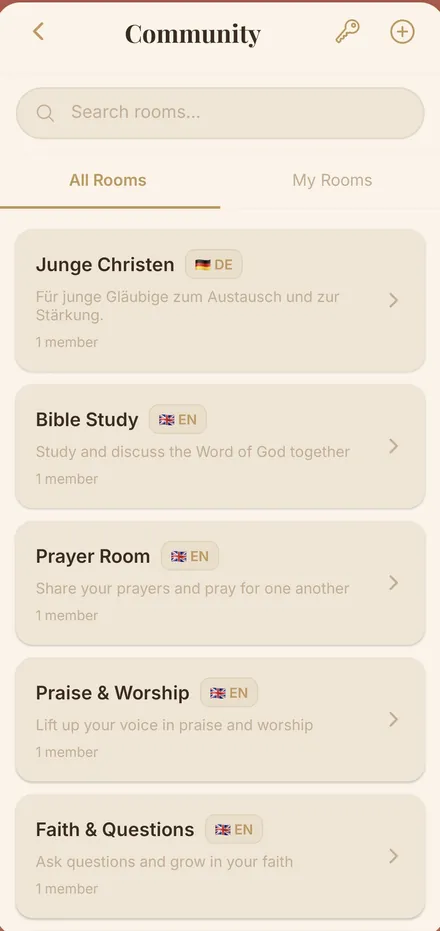 Community
Search rooms...
All Rooms
My Rooms
Junge Christen
DE
Für junge Gläubige zum Austausch und zur
Stärkung.
1 member
Bible Study
EN
Study and discuss the Word of God together
1 member
Prayer Room
EN
Share your prayers and pray for one another
1 member
Praise & Worship
EN
Lift up your voice in praise and worship
1 member
Faith & Questions
EN
Ask questions and grow in your faith
1 member